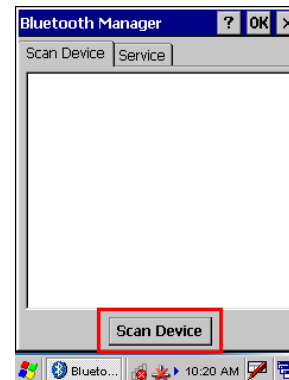 Bluetooth Manager ? OK ×
Scan Device Service
Scan Device
Blueto... 10:20 AM